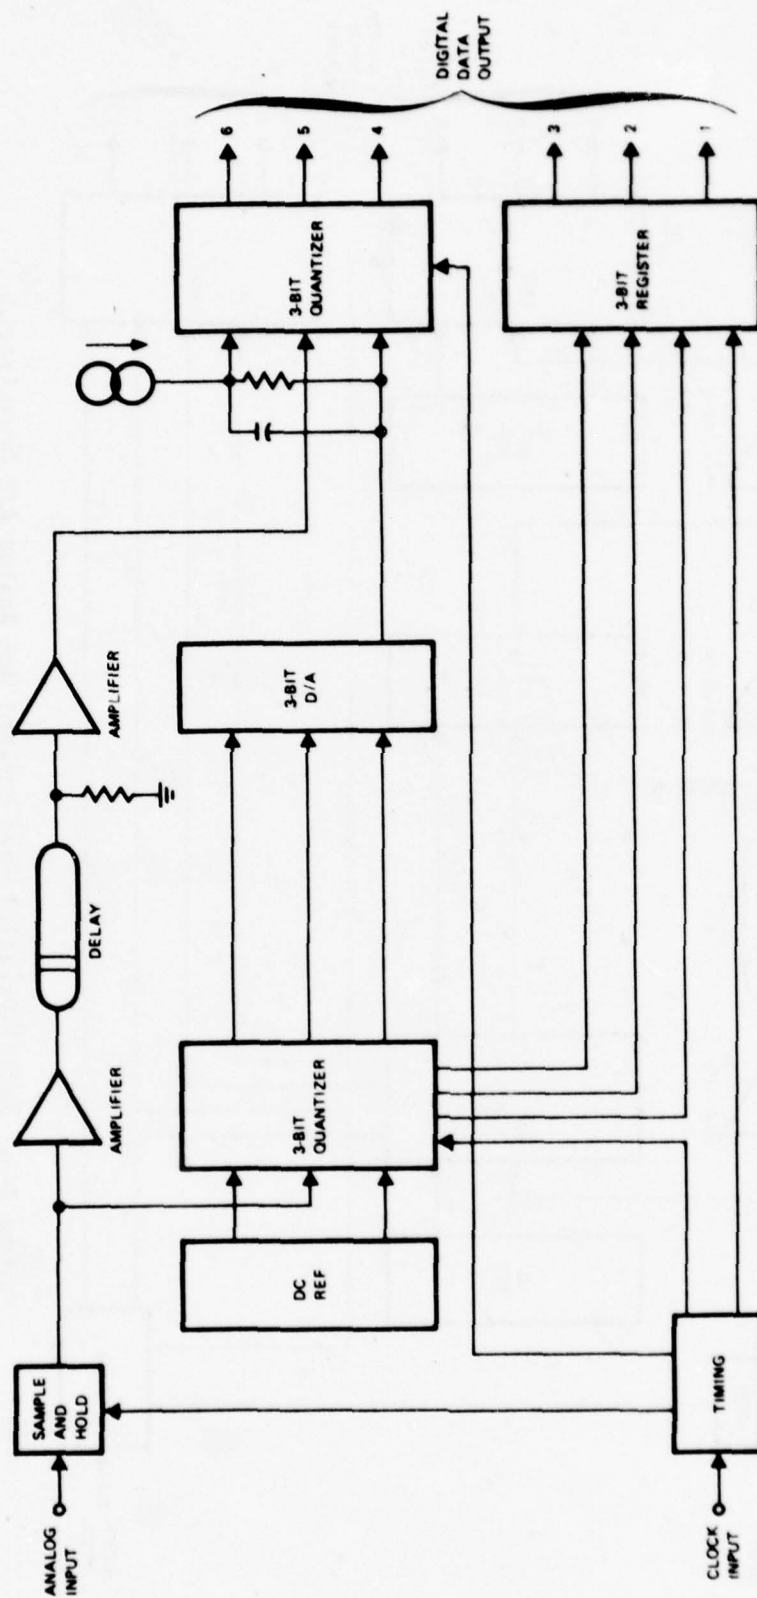 ANALOG
INPUT
SAMPLE
AND
HOLD
AMPLIFIER
DELAY
AMPLIFIER
DC
REF
3-BIT
QUANTIZER
3-BIT
D/A
3-BIT
QUANTIZER
6
5
4
DIGITAL
DATA
OUTPUT
3-BIT
REGISTER
3
2
1
CLOCK
INPUT
TIMING